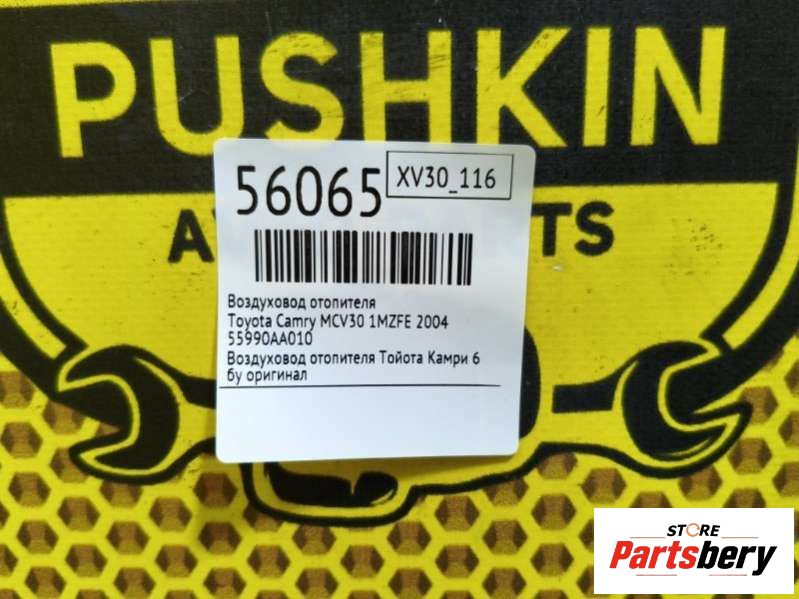 PUSHKIN
56065
XV30_116
Воздуховод отопителя
Toyota Camry MCV30 1MZFE 2004
55990AA010
Воздуховод отопителя Тойота Камри 6
бу оригинал
STORE
Partsbery